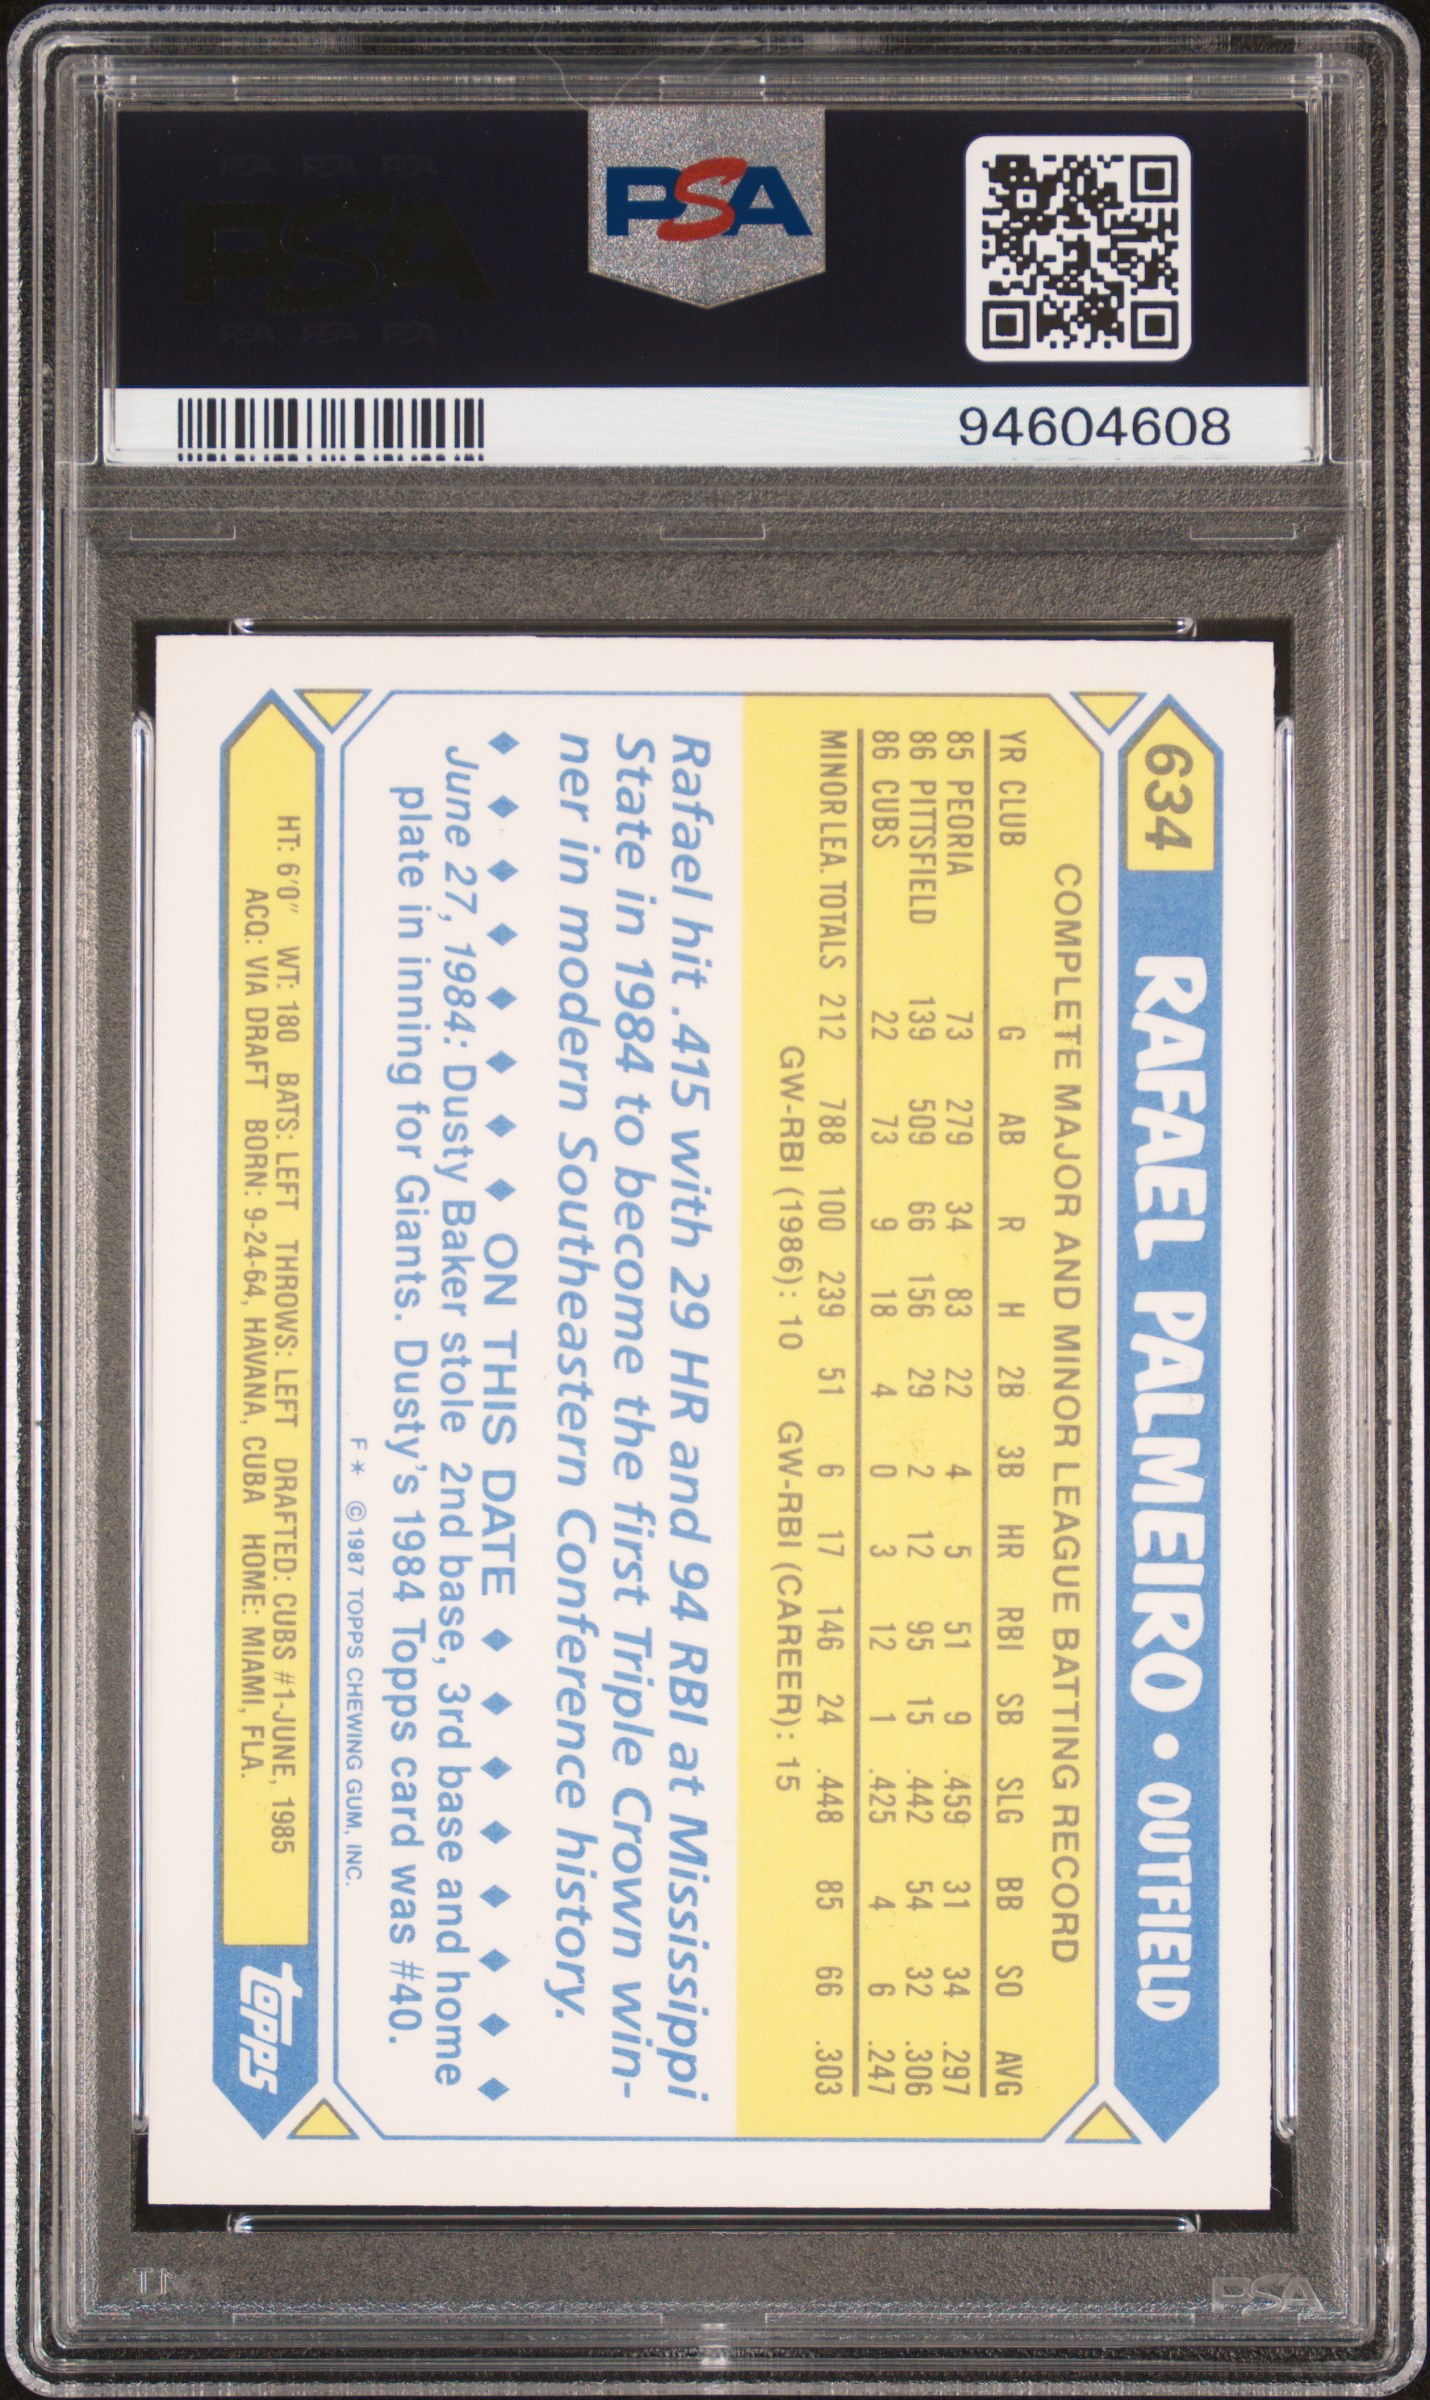 PSA PSA PSA
PSA
PSA PSA PSA
PSA
94604608
634 RAFAEL PALMEIRO • OUTFIELD
COMPLETE MAJOR AND MINOR LEAGUE BATTING RECORD
YR CLUB G AB R H 2B 3B HR RBI SB SLG BB SO AVG
85 PEORIA 73 279 34 83 22 4 5 51 9 .459 31 34 .297
86 PITTSFIELD 139 509 66 156 29 2 12 95 15 .442 54 32 .306
86 CUBS 22 73 9 18 4 0 3 12 1 .425 4 6 .247
MINOR LEA. TOTALS 212 788 100 239 51 6 17 146 24 .448 85 66 .303
GW-RBI (1986): 10 GW-RBI (CAREER): 15
Rafael hit .415 with 29 HR and 94 RBI at Mississippi
State in 1984 to become the first Triple Crown win-
ner in modern Southeastern Conference history.
◆ ◆ ◆ ◆ ◆ ◆ ◆ ◆ ON THIS DATE ◆ ◆ ◆ ◆ ◆ ◆ ◆ ◆
June 27, 1984: Dusty Baker stole 2nd base, 3rd base and home
plate in inning for Giants. Dusty's 1984 Topps card was #40.
F* © 1987 TOPPS CHEWING GUM, INC.
HT: 6'0" WT: 180 BATS: LEFT THROWS: LEFT DRAFTED: CUBS #1-JUNE, 1985
ACQ: VIA DRAFT BORN: 9-24-64, HAVANA, CUBA HOME: MIAMI, FLA.
topps
PSA